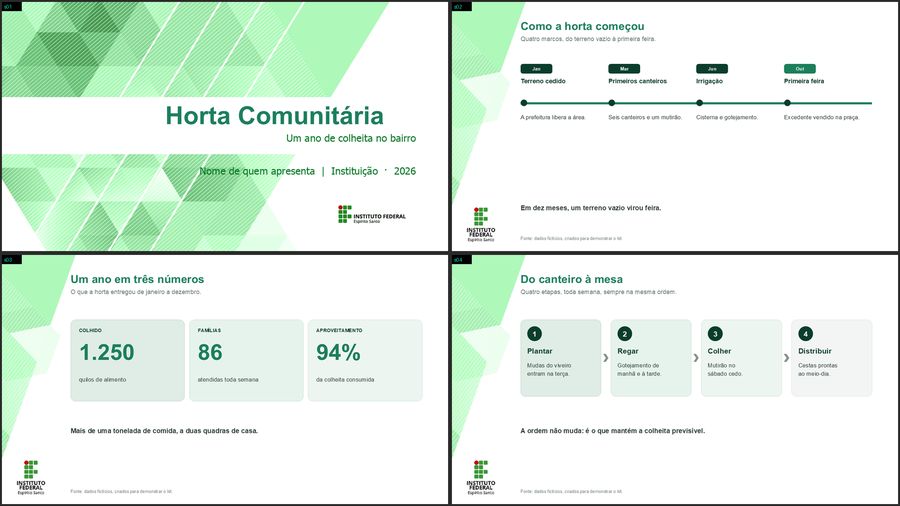 s01
Horta Comunitária
Um ano de colheita no bairro
Nome de quem apresenta | Instituição · 2026
INSTITUTO FEDERAL
Espírito Santo
s02
Como a horta começou
Quatro marcos, do terreno vazio à primeira feira.
Jan
Mar
Jun
Out
Terreno cedido
Primeiros canteiros
Irrigação
Primeira feira
A prefeitura libera a área.
Seis canteiros e um mutirão.
Cisterna e gotejamento.
Excedente vendido na praça.
Em dez meses, um terreno vazio virou feira.
INSTITUTO
FEDERAL
Espírito Santo
Fonte: dados fictícios, criados para demonstrar o kit.
s03
Um ano em três números
O que a horta entregou de janeiro a dezembro.
COLHIDO
1.250
quilos de alimento
FAMÍLIAS
86
atendidas toda semana
APROVEITAMENTO
94%
da colheita consumida
Mais de uma tonelada de comida, a duas quadras de casa.
INSTITUTO
FEDERAL
Espírito Santo
Fonte: dados fictícios, criados para demonstrar o kit.
s04
Do canteiro à mesa
Quatro etapas, toda semana, sempre na mesma ordem.
1
Plantar
Mudas do viveiro
entram na terça.
2
Regar
Gotejamento de
manhã e à tarde.
3
Colher
Mutirão no
sábado cedo.
4
Distribuir
Cestas prontas
ao meio-dia.
A ordem não muda: é o que mantém a colheita previsível.
INSTITUTO
FEDERAL
Espírito Santo
Fonte: dados fictícios, criados para demonstrar o kit.